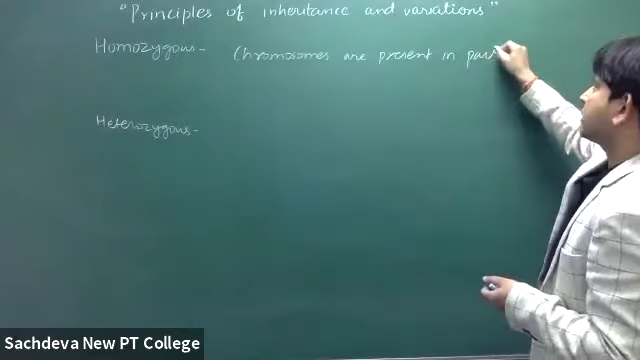 "Principles of inheritance and variations"
Homozygous - Chromosomes are present in pair
Heterozygous -
Sachdeva New PT College